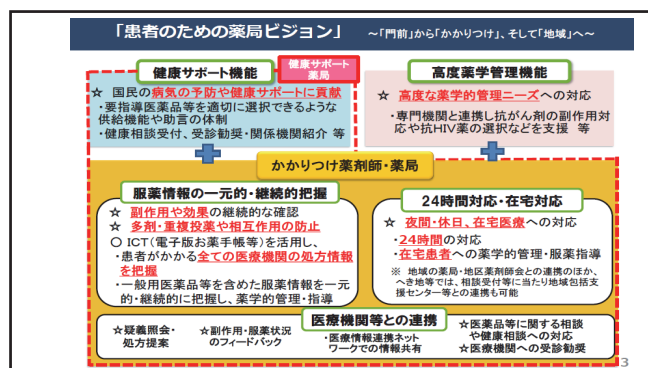 「患者のための薬局ビジョン」 ～「門前」から「かかりつけ」、そして「地域」へ～
健康サポート機能
健康サポート
薬局
☆ 国民の病気の予防や健康サポートに貢献
・要指導医薬品等を適切に選択できるような
供給機能や助言の体制
・健康相談受付、受診勧奨・関係機関紹介 等
高度薬学管理機能
☆ 高度な薬学的管理ニーズへの対応
・専門機関と連携し抗がん剤の副作用対
応や抗HIV薬の選択などを支援 等
かかりつけ薬剤師・薬局
服薬情報の一元的・継続的把握
☆ 副作用や効果の継続的な確認
☆ 多剤・重複投薬や相互作用の防止
○ ICT（電子版お薬手帳等）を活用し、
・患者がかかる全ての医療機関の処方情報
を把握
・一般用医薬品等を含めた服薬情報を一元
的・継続的に把握し、薬学的管理・指導
24時間対応・在宅対応
☆ 夜間・休日、在宅医療への対応
・24時間の対応
・在宅患者への薬学的管理・服薬指導
※ 地域の薬局・地区薬剤師会との連携のほか、
へき地等では、相談受付等に当たり地域包括支
援センター等との連携も可能
医療機関等との連携
☆疑義照会・
処方提案
☆副作用・服薬状況
のフィードバック
・医療情報連携ネット
ワークでの情報共有
☆医薬品等に関する相談
や健康相談への対応
☆医療機関への受診勧奨
3